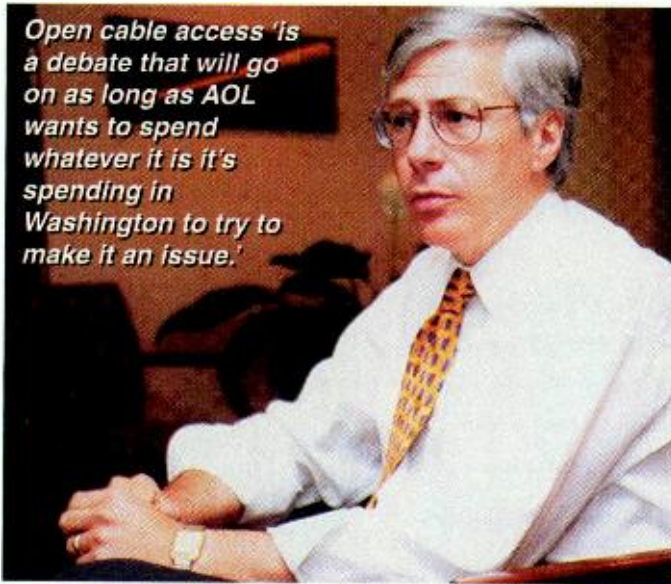 Open cable access 'is
a debate that will go
on as long as AOL
wants to spend
whatever it is it's
spending in
Washington to try to
make it an issue.'